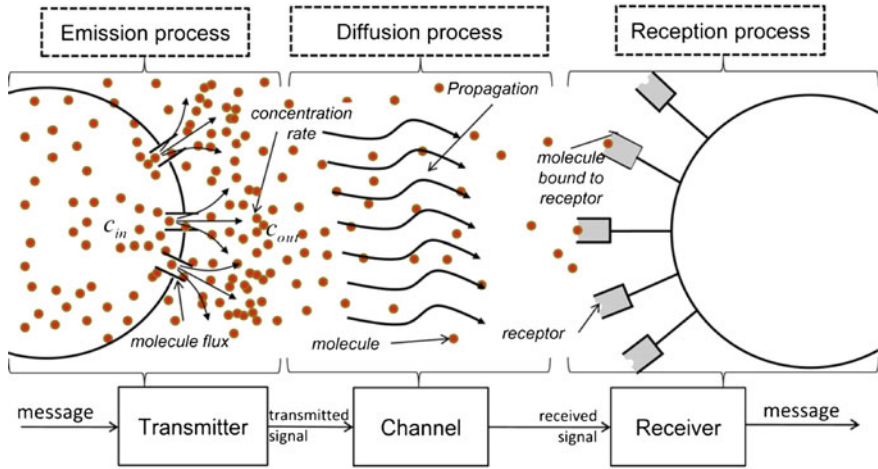 Emission process
Diffusion process
Reception process
concentration
rate
Propagation
molecule
bound to
receptor
c_in
c_out
molecule flux
molecule
receptor
message
Transmitter
transmitted
signal
Channel
received
signal
Receiver
message